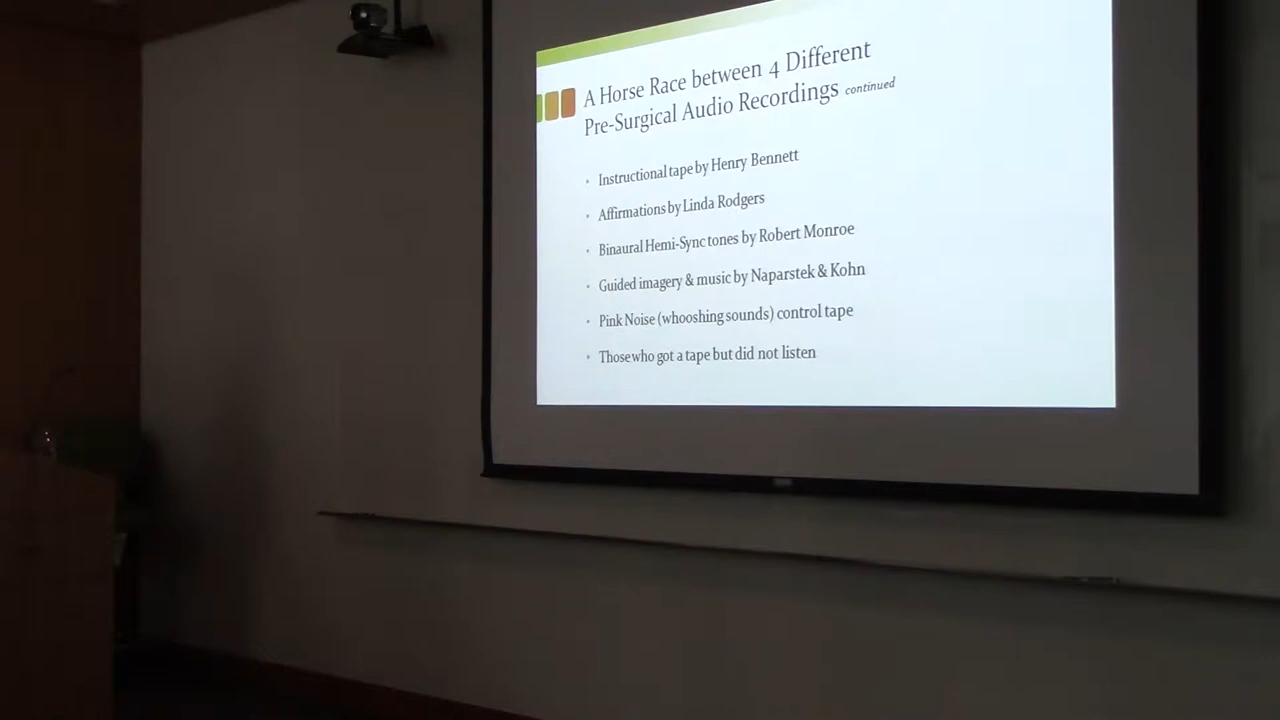 A Horse Race between 4 Different
Pre-Surgical Audio Recordings continued
• Instructional tape by Henry Bennett
• Affirmations by Linda Rodgers
• Binaural Hemi-Sync tones by Robert Monroe
• Guided imagery & music by Naparstek & Kohn
• Pink Noise (whooshing sounds) control tape
• Those who got a tape but did not listen